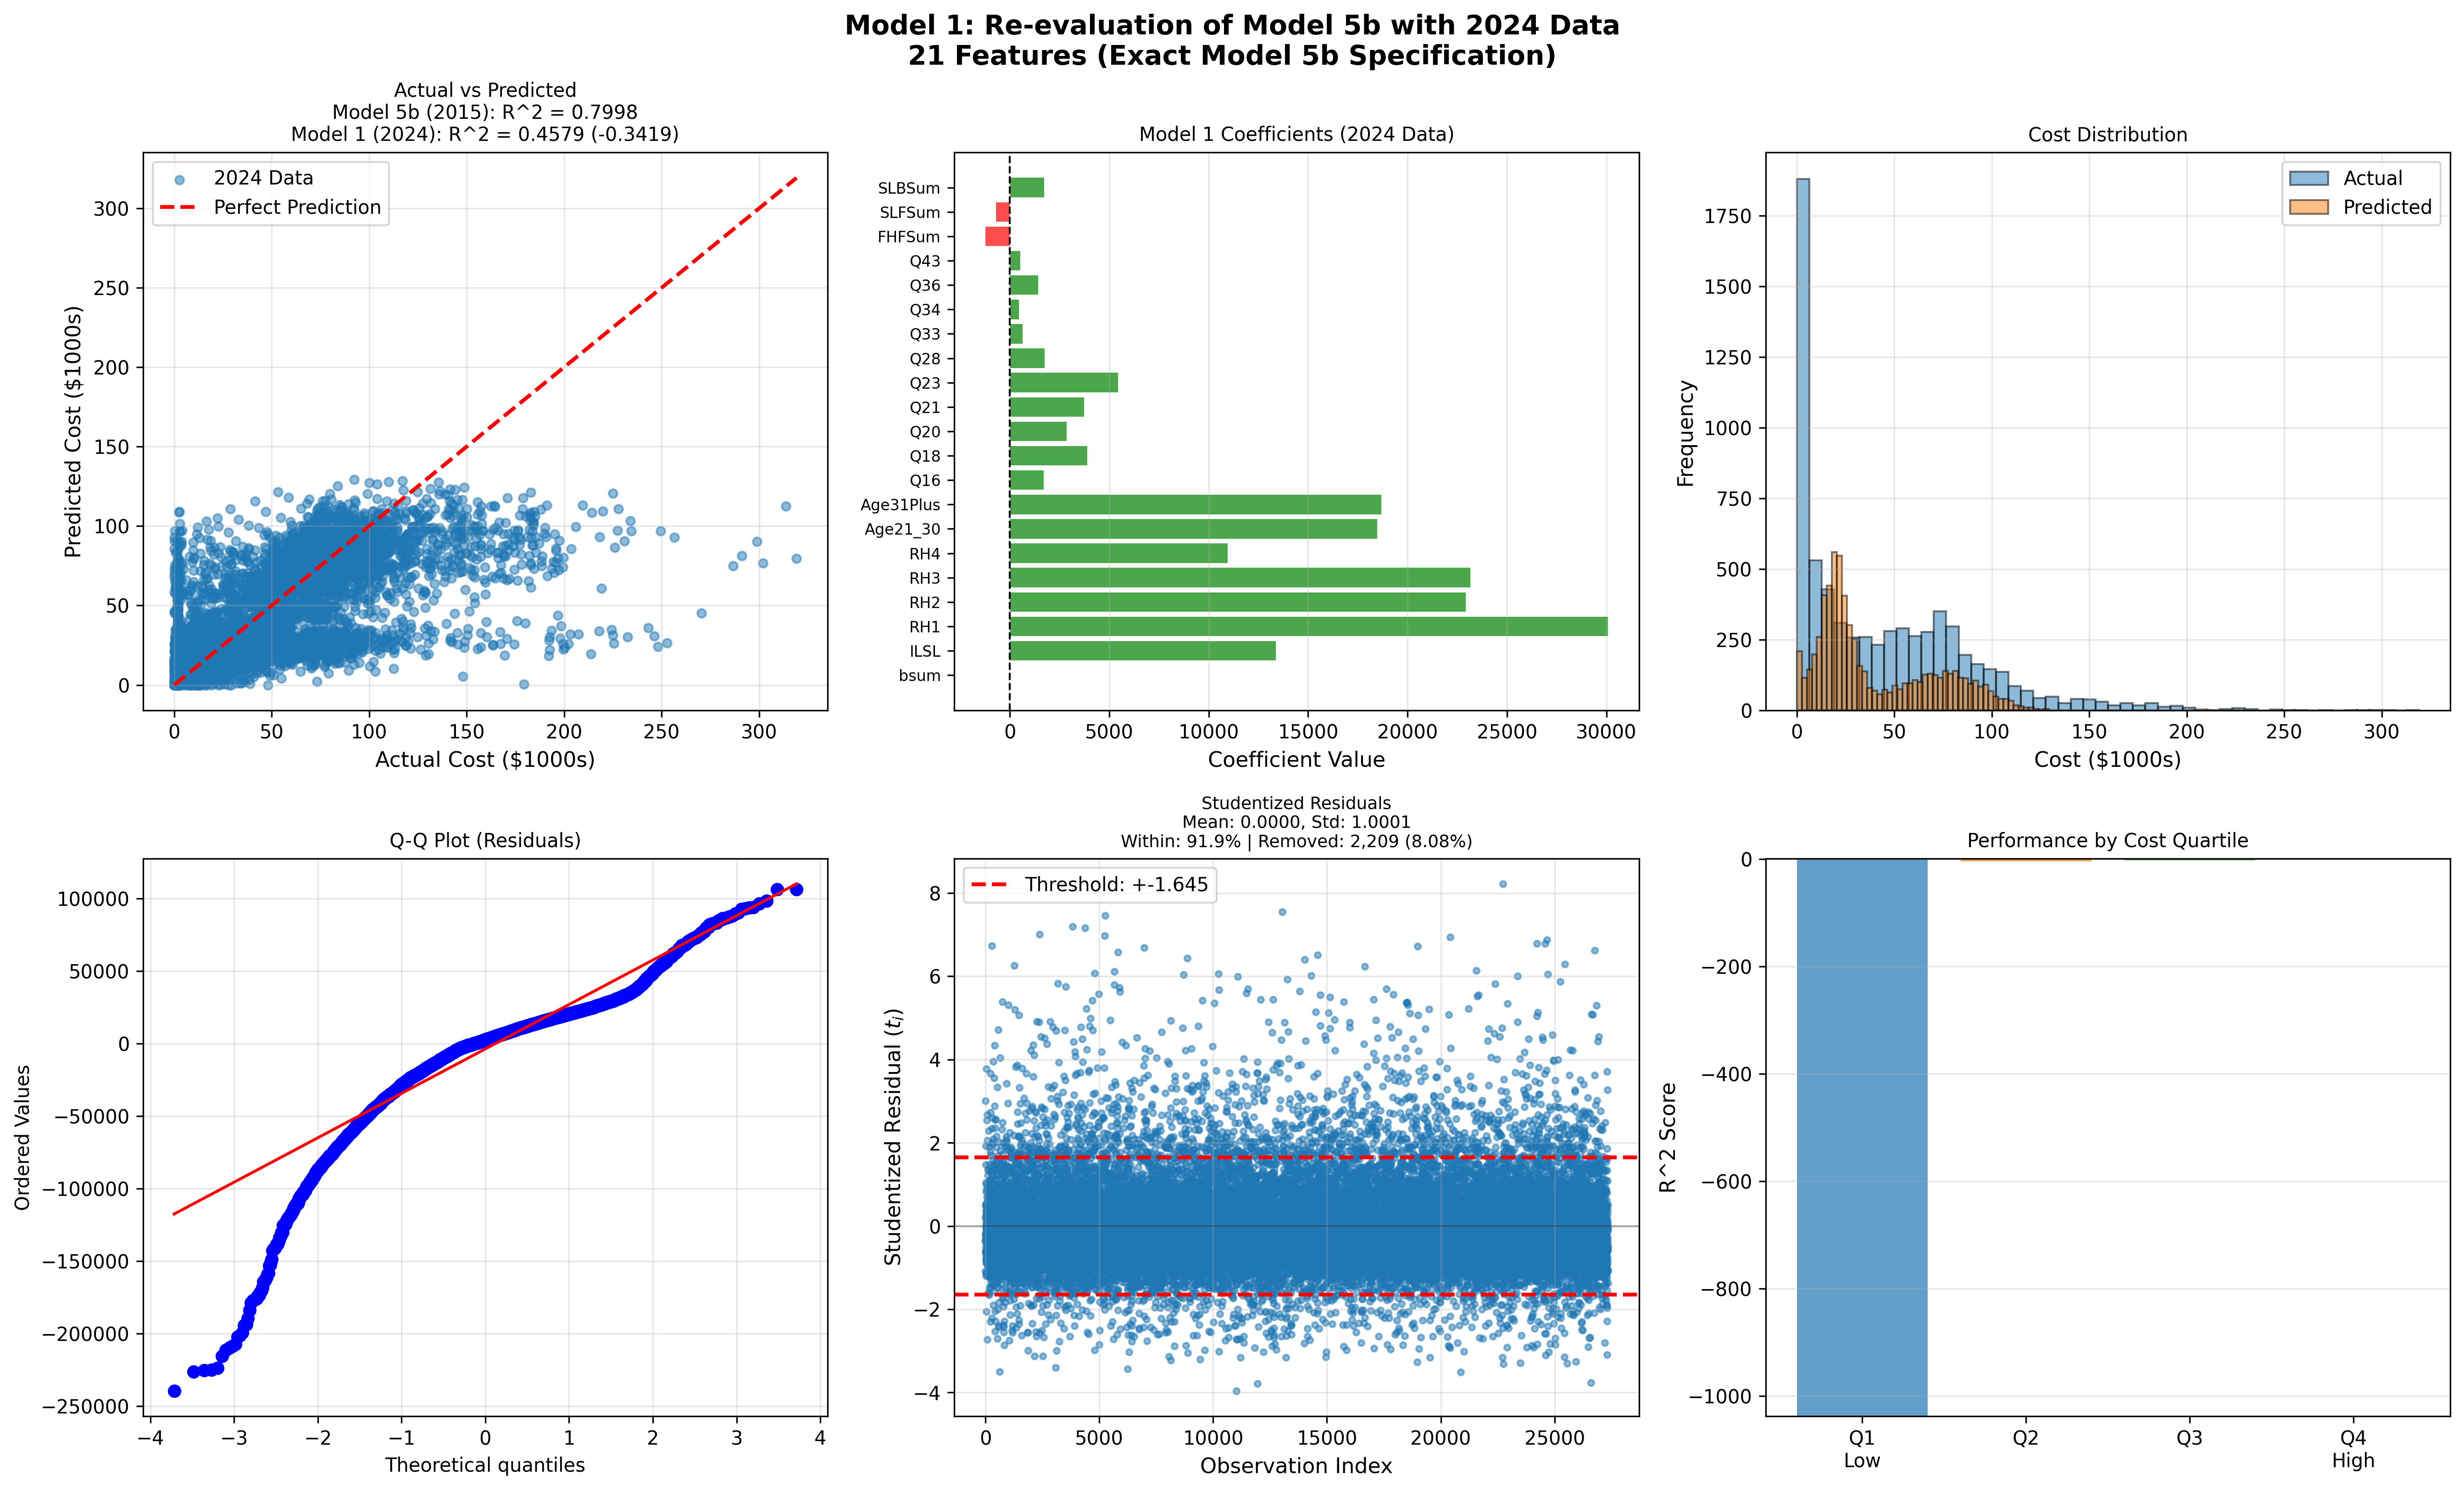 Model 1: Re-evaluation of Model 5b with 2024 Data
21 Features (Exact Model 5b Specification)
Actual vs Predicted
Model 5b (2015): R^2 = 0.7998
Model 1 (2024): R^2 = 0.4579 (-0.3419)
2024 Data
Perfect Prediction
300
250
200
150
100
50
0
Predicted Cost ($1000s)
0 50 100 150 200 250 300
Actual Cost ($1000s)
Model 1 Coefficients (2024 Data)
SLBSum
SLFSum
FHFSum
Q43
Q36
Q34
Q33
Q28
Q23
Q21
Q20
Q18
Q16
Age31Plus
Age21_30
RH4
RH3
RH2
RH1
ILSL
bsum
0 5000 10000 15000 20000 25000 30000
Coefficient Value
Cost Distribution
Actual
Predicted
1750
1500
1250
1000
750
500
250
0
Frequency
0 50 100 150 200 250 300
Cost ($1000s)
Q-Q Plot (Residuals)
100000
50000
0
−50000
−100000
−150000
−200000
−250000
Ordered Values
−4 −3 −2 −1 0 1 2 3 4
Theoretical quantiles
Studentized Residuals
Mean: 0.0000, Std: 1.0001
Within: 91.9% | Removed: 2,209 (8.08%)
Threshold: +-1.645
8
6
4
2
0
−2
−4
Studentized Residual (ti)
0 5000 10000 15000 20000 25000
Observation Index
Performance by Cost Quartile
0
−200
−400
−600
−800
−1000
R^2 Score
Q1 Q2 Q3 Q4
Low High